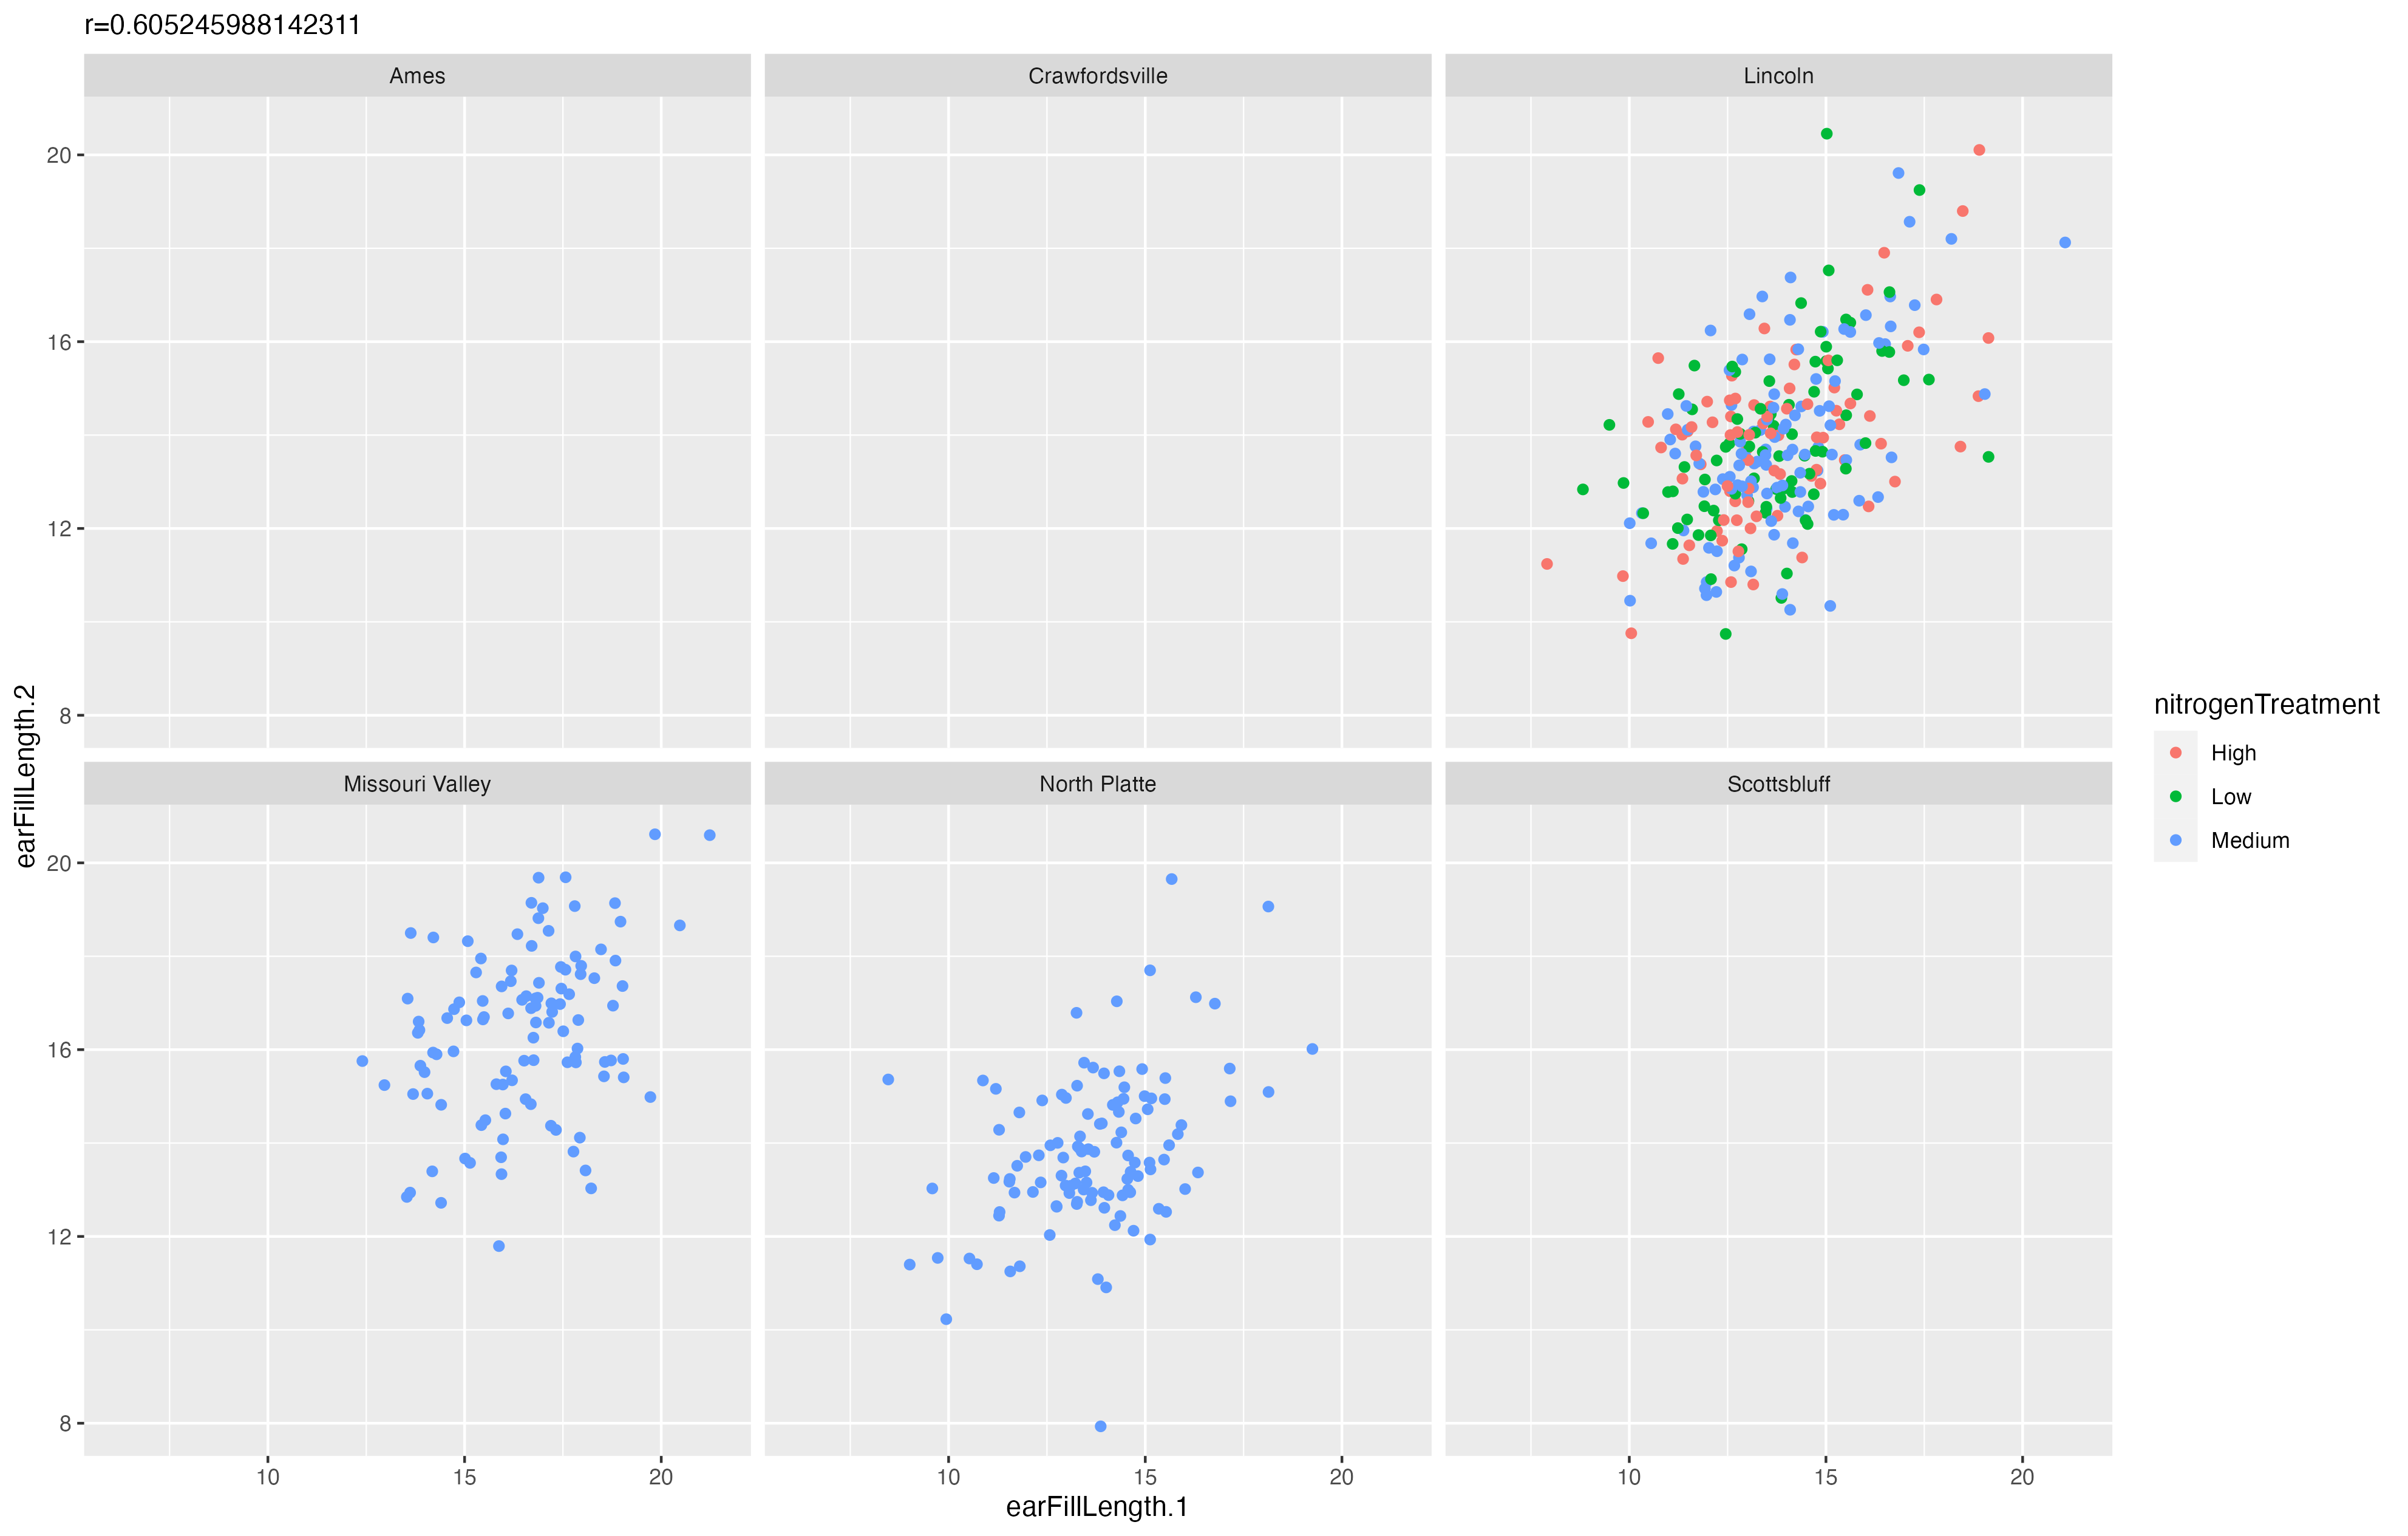 r=0.605245988142311
Ames
Crawfordsville
Lincoln
20
16
12
8
earFillLength.2
Missouri Valley
North Platte
Scottsbluff
20
16
12
8
10 15 20
10 15 20
10 15 20
earFillLength.1
nitrogenTreatment
High
Low
Medium